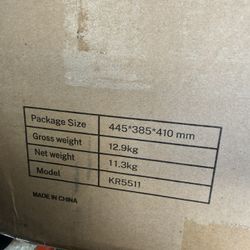 Package Size 445*385*410 mm
Gross weight 12.9kg
Net weight 11.3kg
Model KR5511
MADE IN CHINA